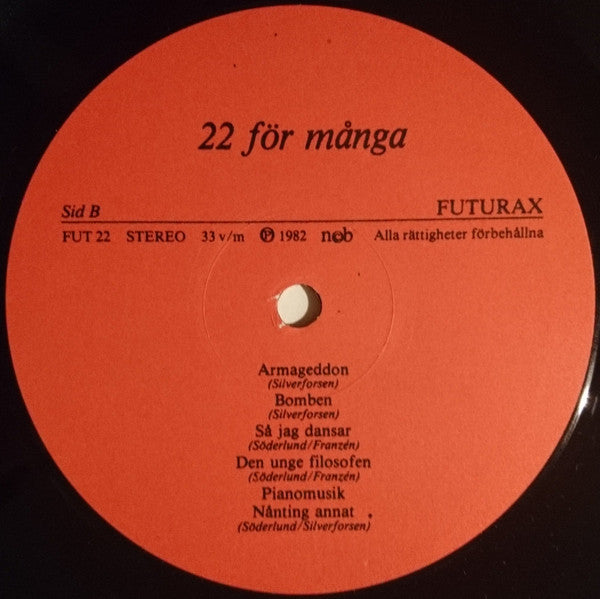 22 för många
Sid B FUTURAX
FUT 22 STEREO 33 v/m Ⓟ 1982 ncb Alla rättigheter förbehållna
Armageddon
(Silverforsen)
Bomben
(Silverforsen)
Så jag dansar
(Söderlund/Franzén)
Den unge filosofen
(Söderlund/Franzén)
Pianomusik
Nånting annat
(Söderlund/Silverforsen)